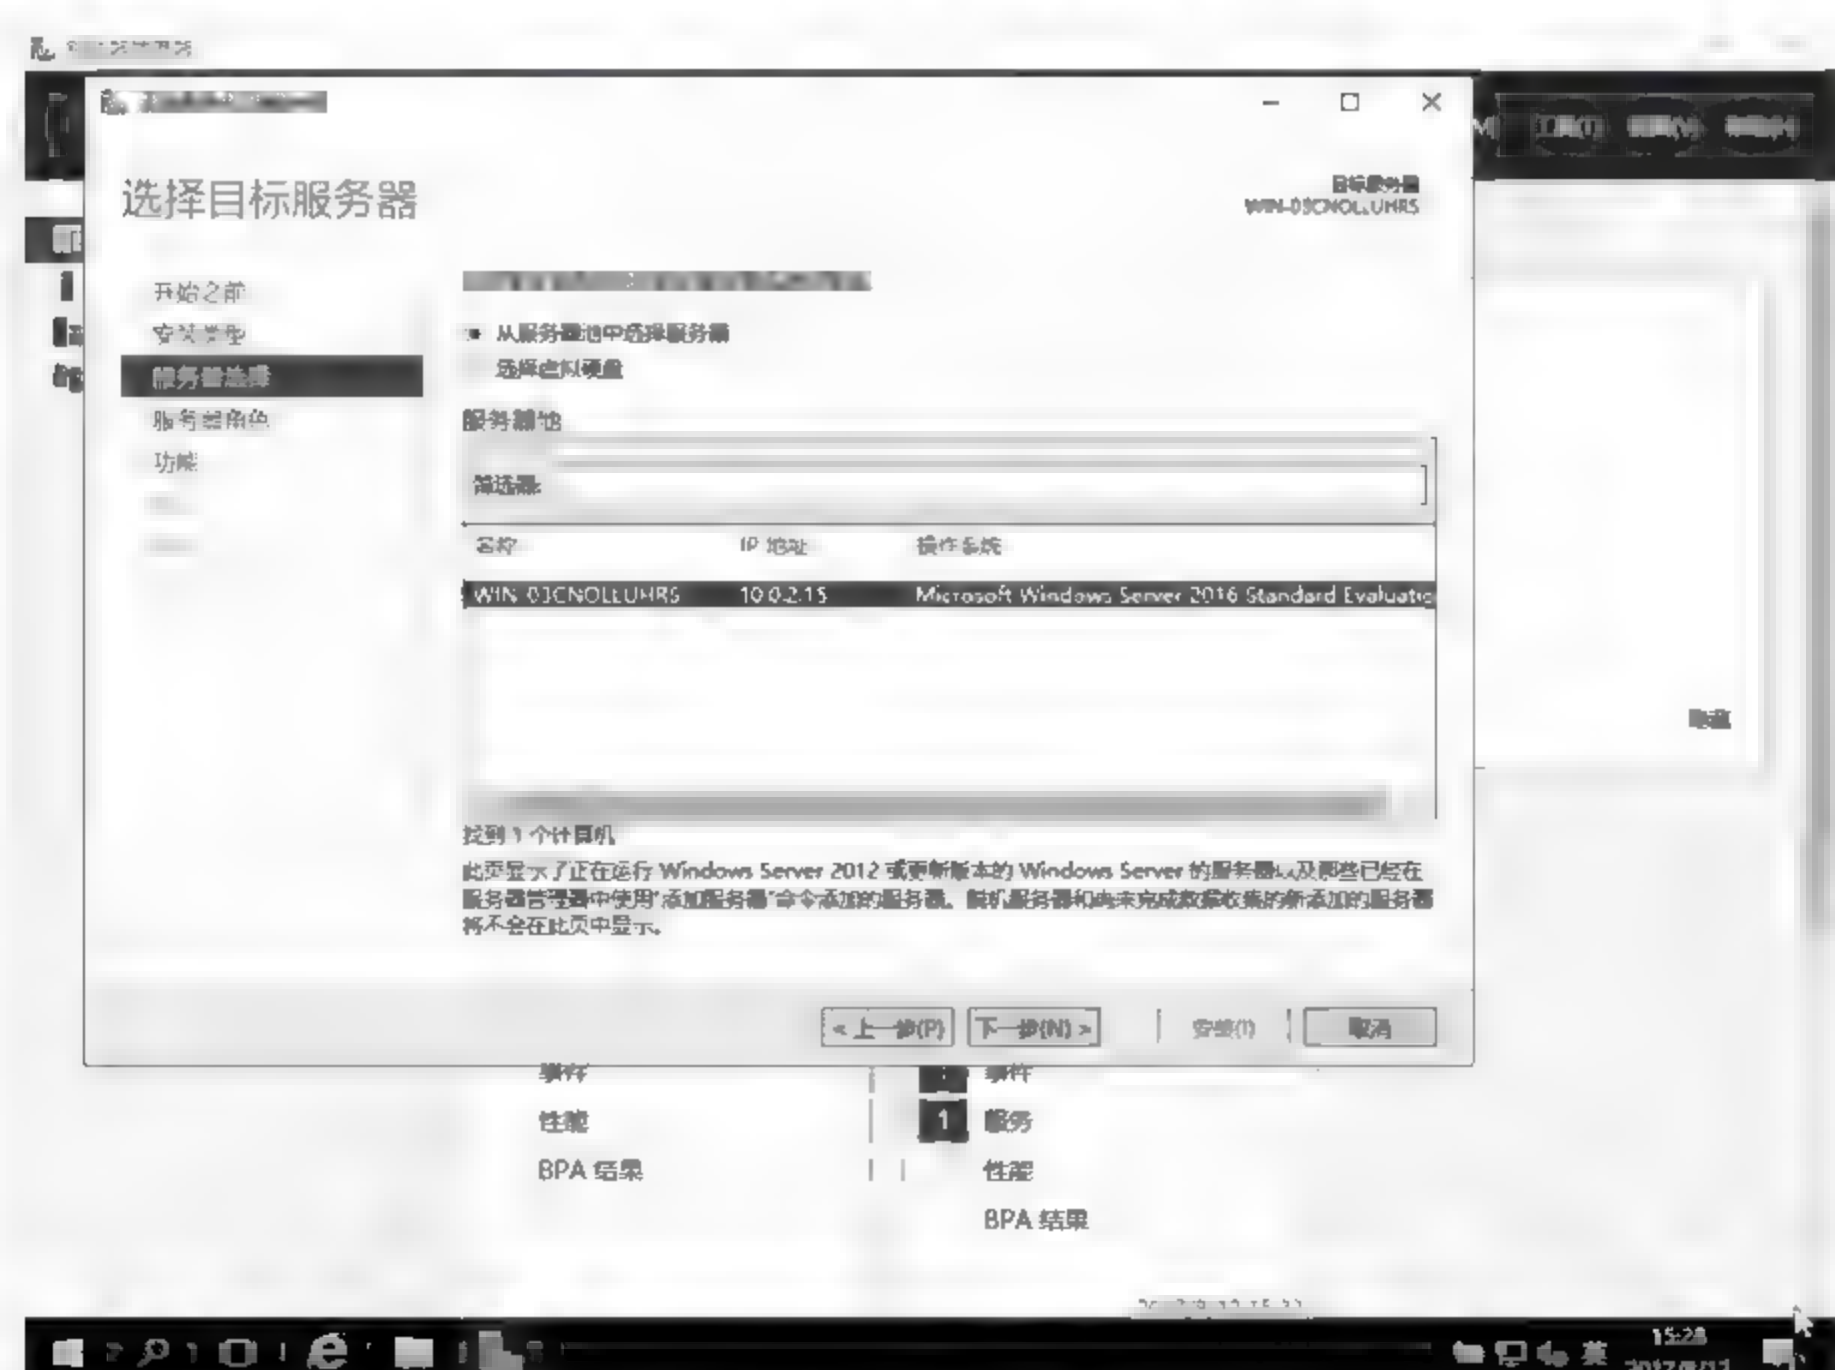 选择目标服务器
目标服务器
开始之前
安装类型
服务器选择
服务器角色
功能
从服务器池中选择服务器
选择虚拟硬盘
服务器池
筛选器:
名称 IP 地址 操作系统
10.0.2.15 Microsoft Windows Server 2016 Standard Evaluatio
找到 1 个计算机
此页显示了正在运行 Windows Server 2012 或更新版本的 Windows Server 的服务器以及那些已经在
服务器管理器中使用"添加服务器"命令添加的服务器。脱机服务器和尚未完成数据收集的新添加的服务器
将不会在此页中显示。
< 上一步(P) 下一步(N) > 安装(I) 取消
隐藏
事件
性能
BPA 结果
事件
1 服务
性能
BPA 结果
英
15:28